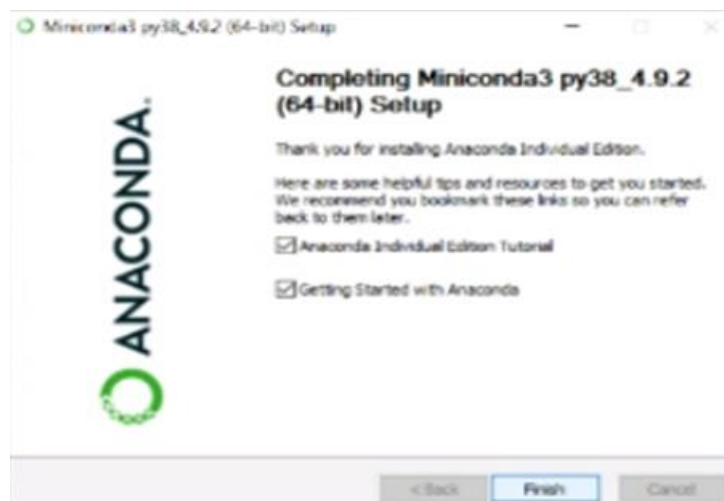 Miniconda3 py38_4.9.2 (64-bit) Setup
ANACONDA.
Completing Miniconda3 py38_4.9.2
(64-bit) Setup
Thank you for installing Anaconda Individual Edition.
Here are some helpful tips and resources to get you started.
We recommend you bookmark these links so you can refer
back to them later.
Anaconda Individual Edition Tutorial
Getting Started with Anaconda
< Back
Finish
Cancel